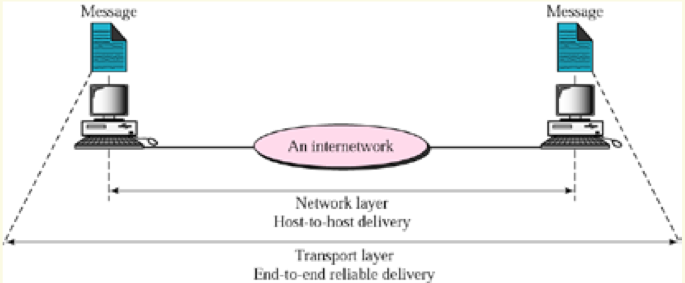 Message
Message
An internetwork
Network layer
Host-to-host delivery
Transport layer
End-to-end reliable delivery